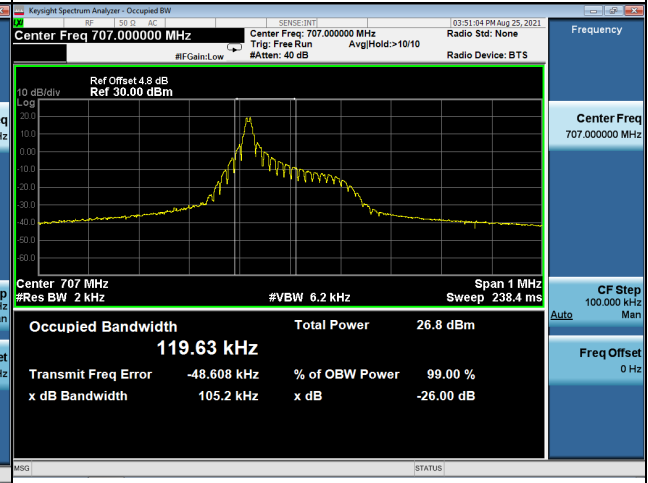 Keysight Spectrum Analyzer - Occupied BW
LXI RF 50 Ω AC SENSE:INT 03:51:04 PM Aug 25, 2021
Center Freq 707.000000 MHz
Center Freq: 707.000000 MHz Radio Std: None
Trig: Free Run Avg|Hold:>10/10
#IFGain:Low #Atten: 40 dB Radio Device: BTS
Ref Offset 4.8 dB
10 dB/div Ref 30.00 dBm
Log
20.0
10.0
0.00
-10.0
-20.0
-30.0
-40.0
-50.0
-60.0
Center 707 MHz Span 1 MHz
#Res BW 2 kHz #VBW 6.2 kHz Sweep 238.4 ms
Occupied Bandwidth Total Power 26.8 dBm
119.63 kHz
Transmit Freq Error -48.608 kHz % of OBW Power 99.00 %
x dB Bandwidth 105.2 kHz x dB -26.00 dB
MSG STATUS
Frequency
Center Freq
707.000000 MHz
CF Step
100.000 kHz
Auto Man
Freq Offset
0 Hz